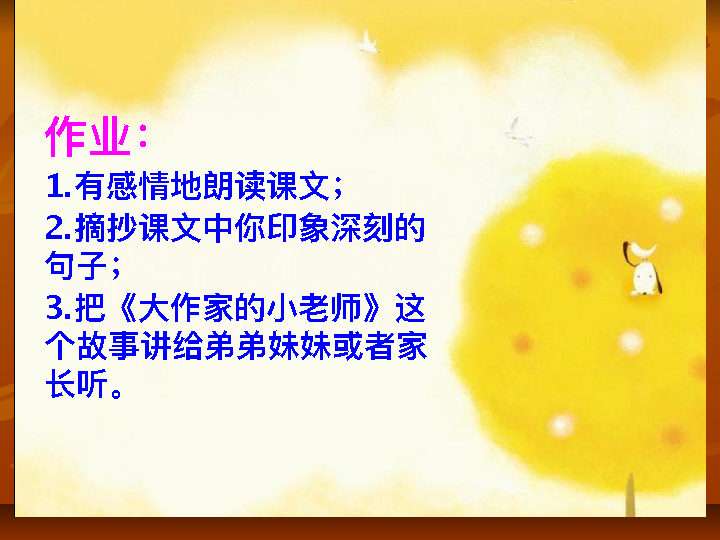 作业：
1.有感情地朗读课文；
2.摘抄课文中你印象深刻的
句子；
3.把《大作家的小老师》这
个故事讲给弟弟妹妹或者家
长听。